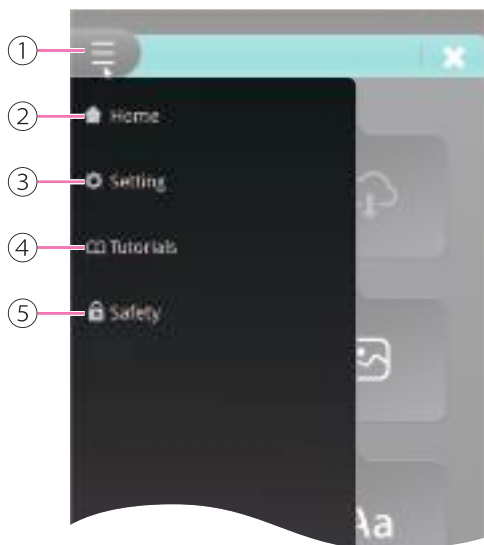 ①
② Home
③ Setting
④ Tutorials
⑤ Safety
Aa